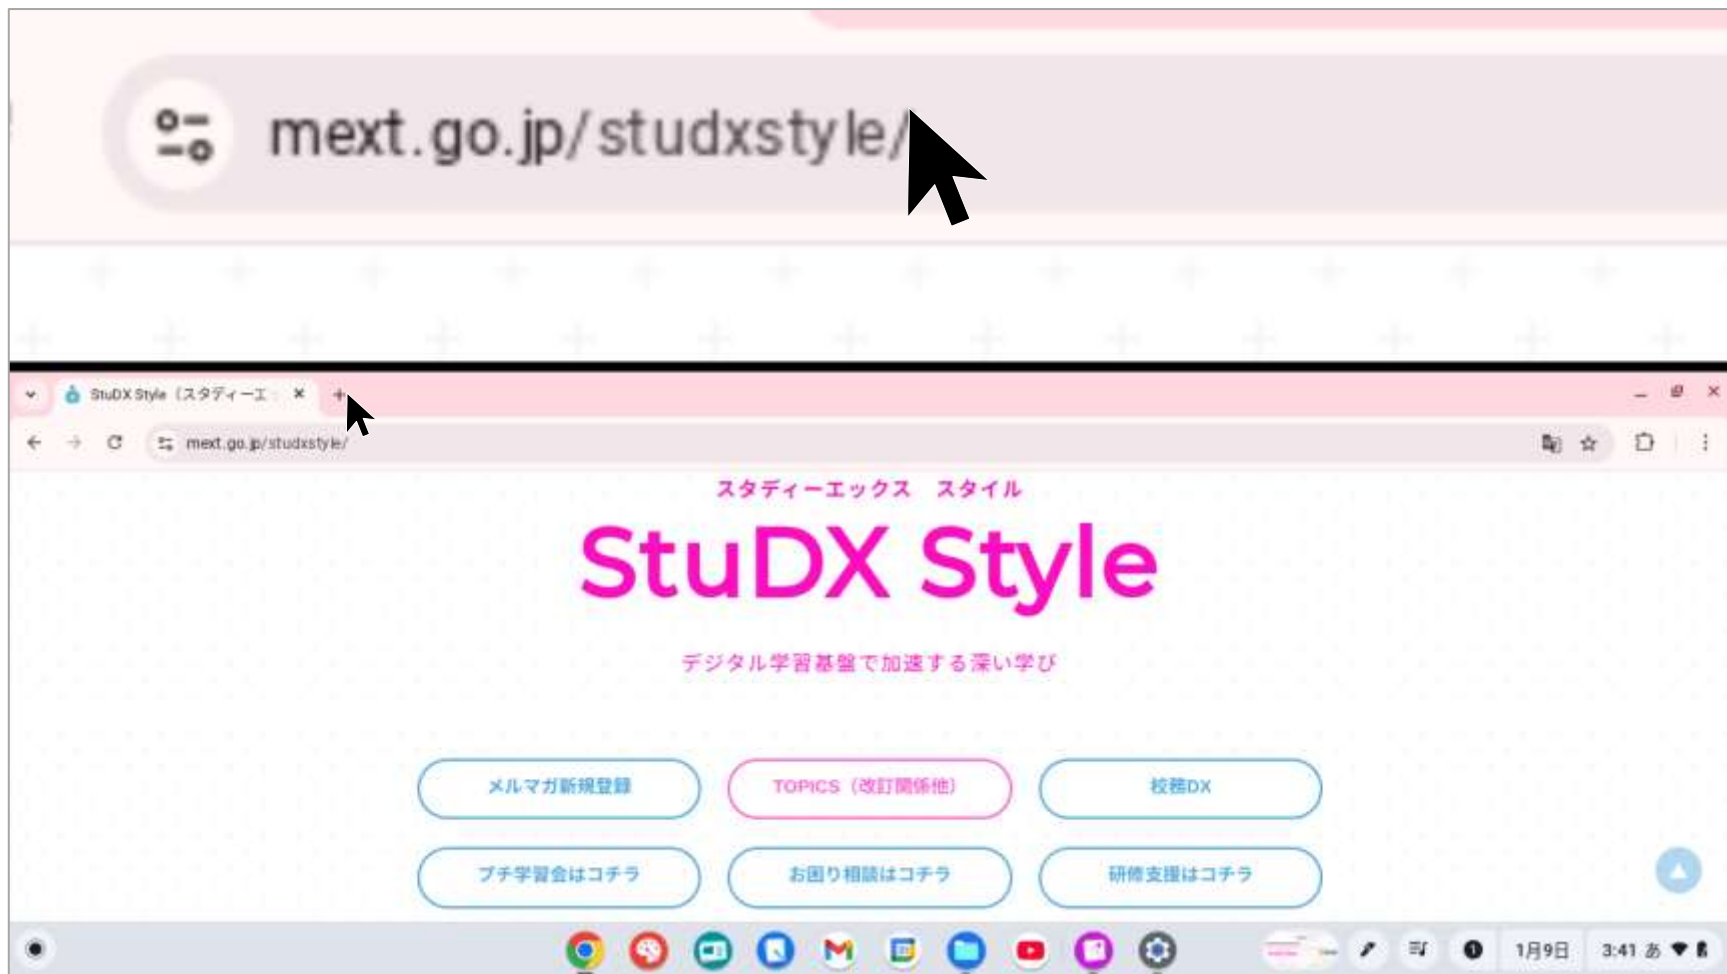 mext.go.jp/studxstyle/
StuDX Style（スタディーエ
mext.go.jp/studxstyle/
スタディーエックス　スタイル
StuDX Style
デジタル学習基盤で加速する深い学び
メルマガ新規登録
TOPICS（改訂関係他）
校務DX
プチ学習会はコチラ
お困り相談はコチラ
研修支援はコチラ
1月9日
3:41 あ